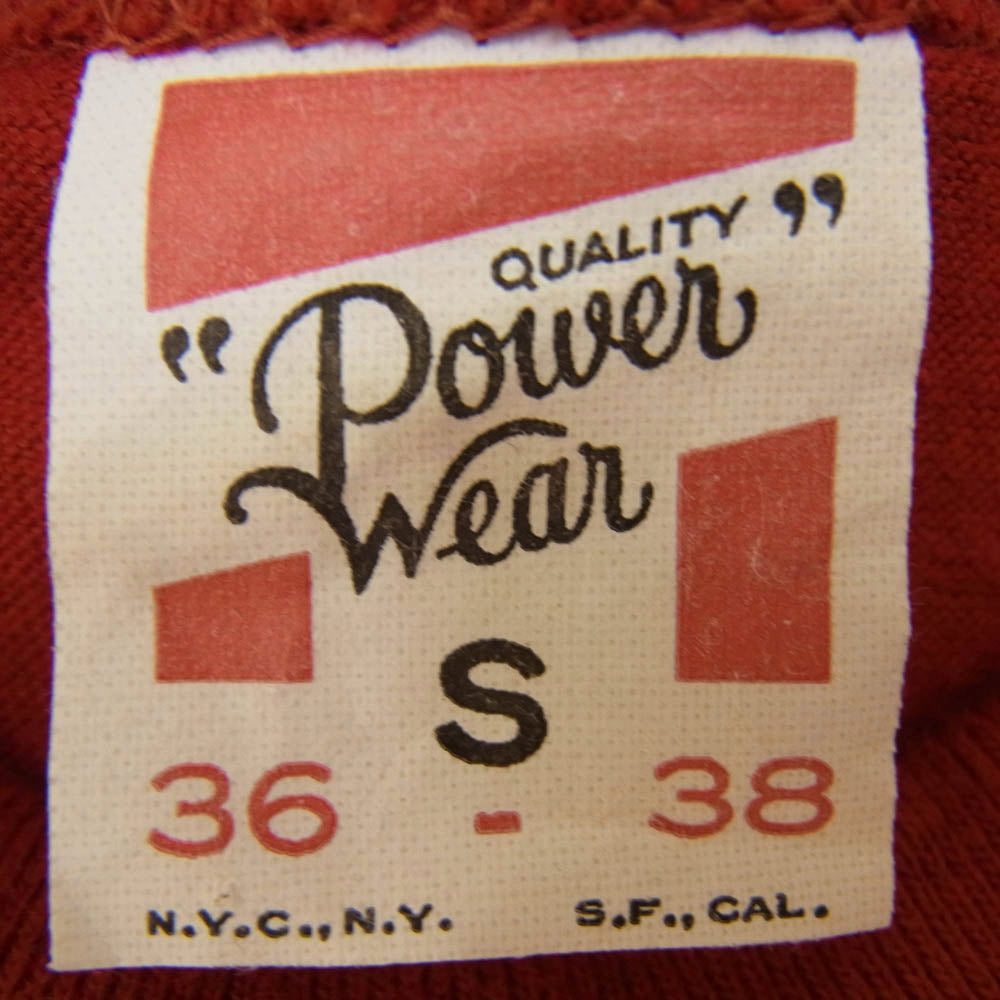 QUALITY
“Power
Wear”
S
36 - 38
N.Y.C., N.Y. S.F., CAL.